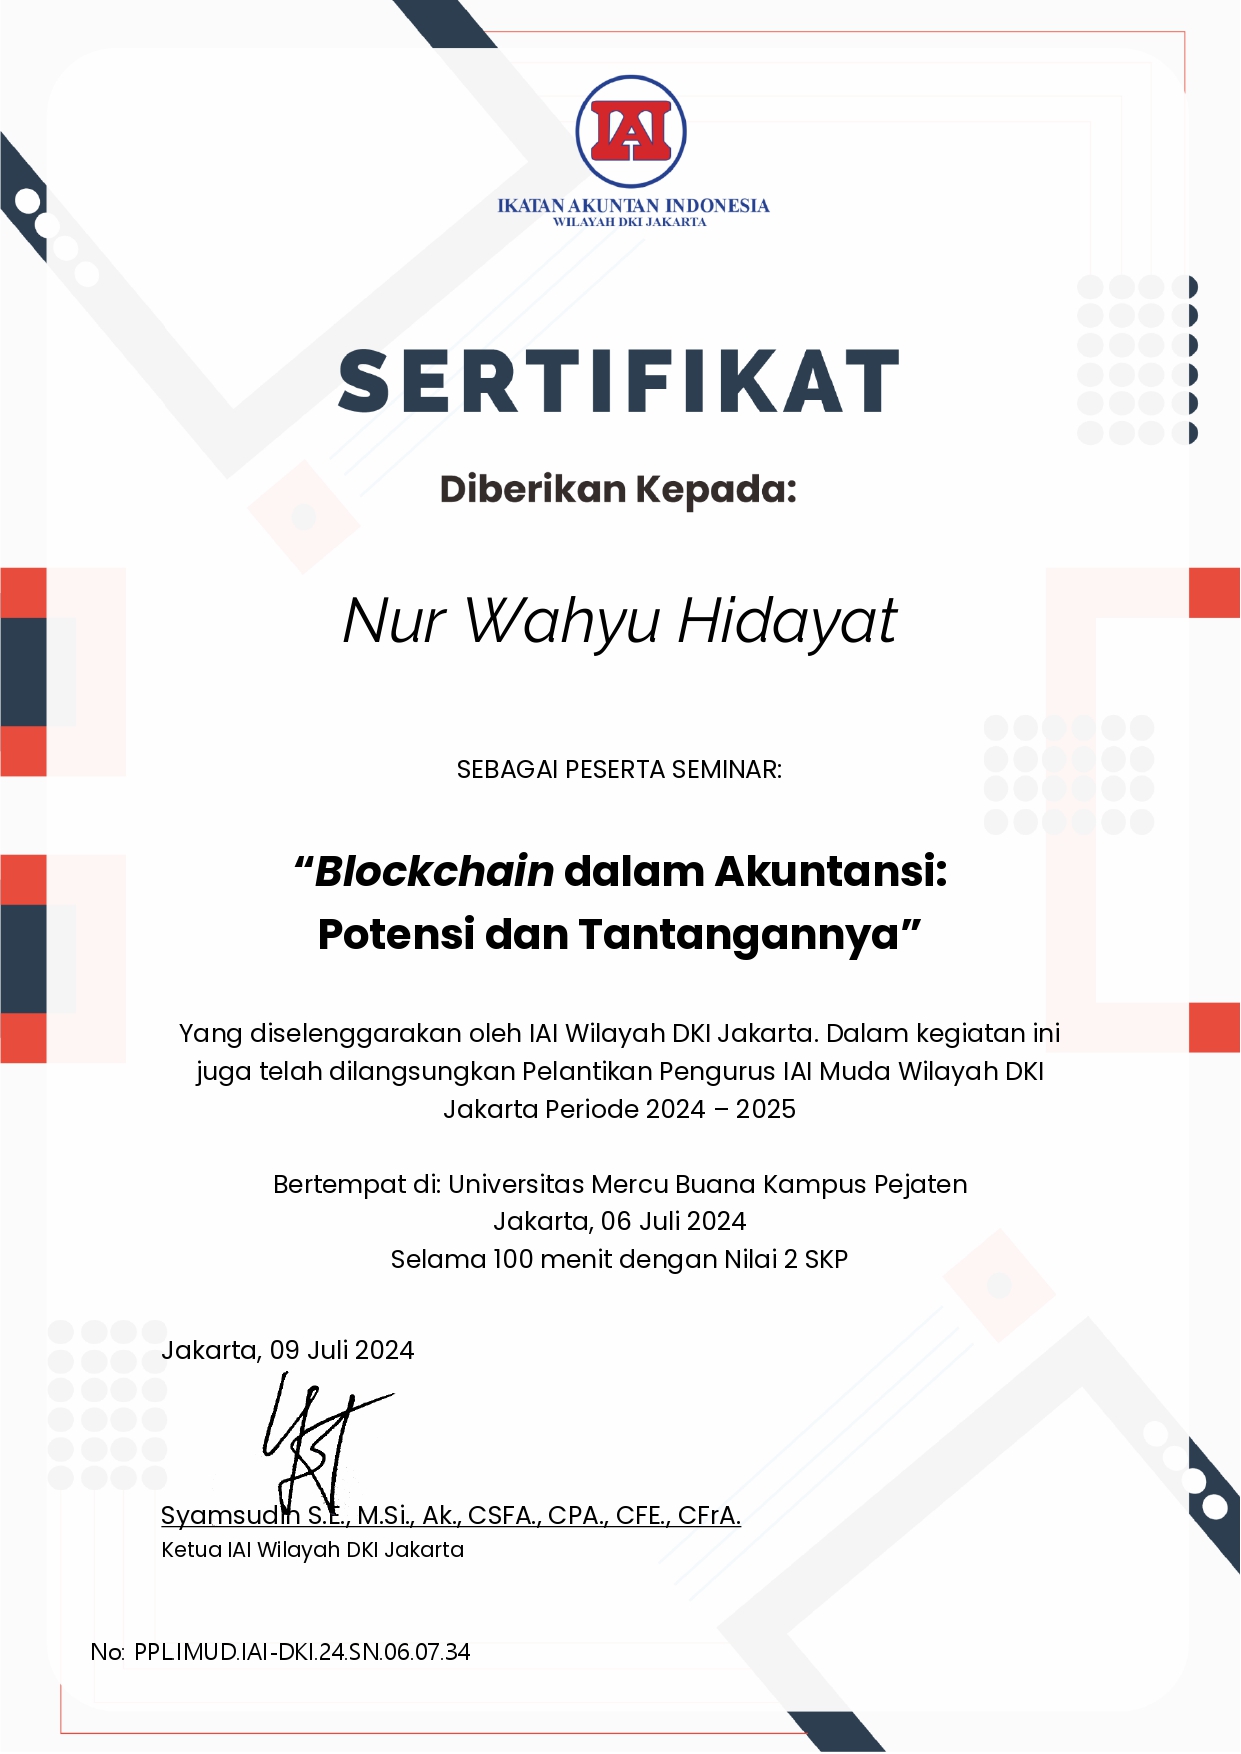 IAI
IKATAN AKUNTAN INDONESIA
WILAYAH DKI JAKARTA
SERTIFIKAT
Diberikan Kepada:
Nur Wahyu Hidayat
SEBAGAI PESERTA SEMINAR:
“Blockchain dalam Akuntansi:
Potensi dan Tantangannya”
Yang diselenggarakan oleh IAI Wilayah DKI Jakarta. Dalam kegiatan ini
juga telah dilangsungkan Pelantikan Pengurus IAI Muda Wilayah DKI
Jakarta Periode 2024 – 2025
Bertempat di: Universitas Mercu Buana Kampus Pejaten
Jakarta, 06 Juli 2024
Selama 100 menit dengan Nilai 2 SKP
Jakarta, 09 Juli 2024
Syamsudin S.E., M.Si., Ak., CSFA., CPA., CFE., CFrA.
Ketua IAI Wilayah DKI Jakarta
No: PPL.IMUD.IAI-DKI.24.SN.06.07.34